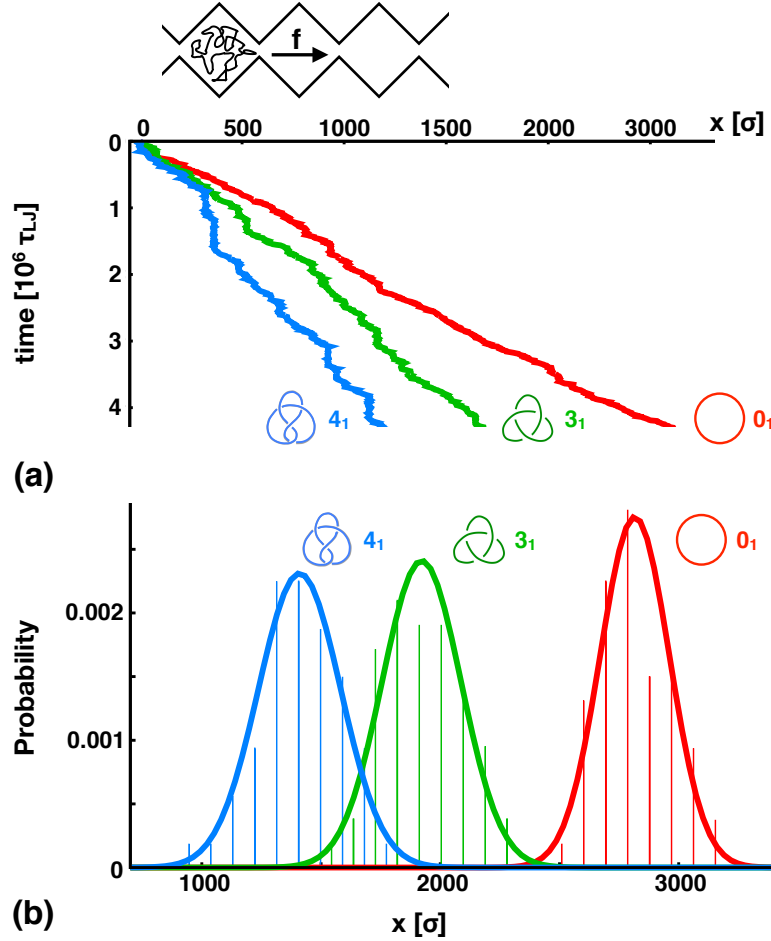 f
0 500 1000 1500 2000 2500 3000 x [σ]
0
1
2
3
4
time [10⁶ τLJ]
4₁ 3₁ 0₁
(a)
4₁ 3₁ 0₁
0.002
0.001
0
Probability
1000 2000 3000
x [σ]
(b)